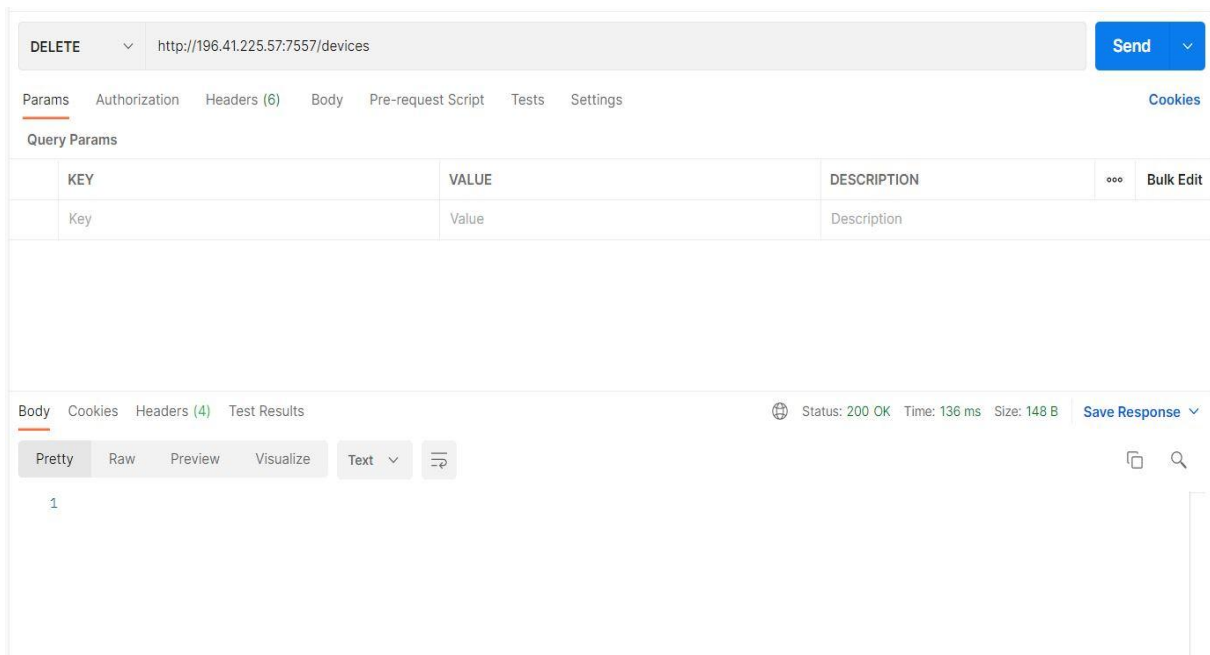 DELETE http://196.41.225.57:7557/devices Send
Params Authorization Headers (6) Body Pre-request Script Tests Settings Cookies
Query Params
KEY VALUE DESCRIPTION ooo Bulk Edit
Key Value Description
Body Cookies Headers (4) Test Results Status: 200 OK Time: 136 ms Size: 148 B Save Response
Pretty Raw Preview Visualize Text
1